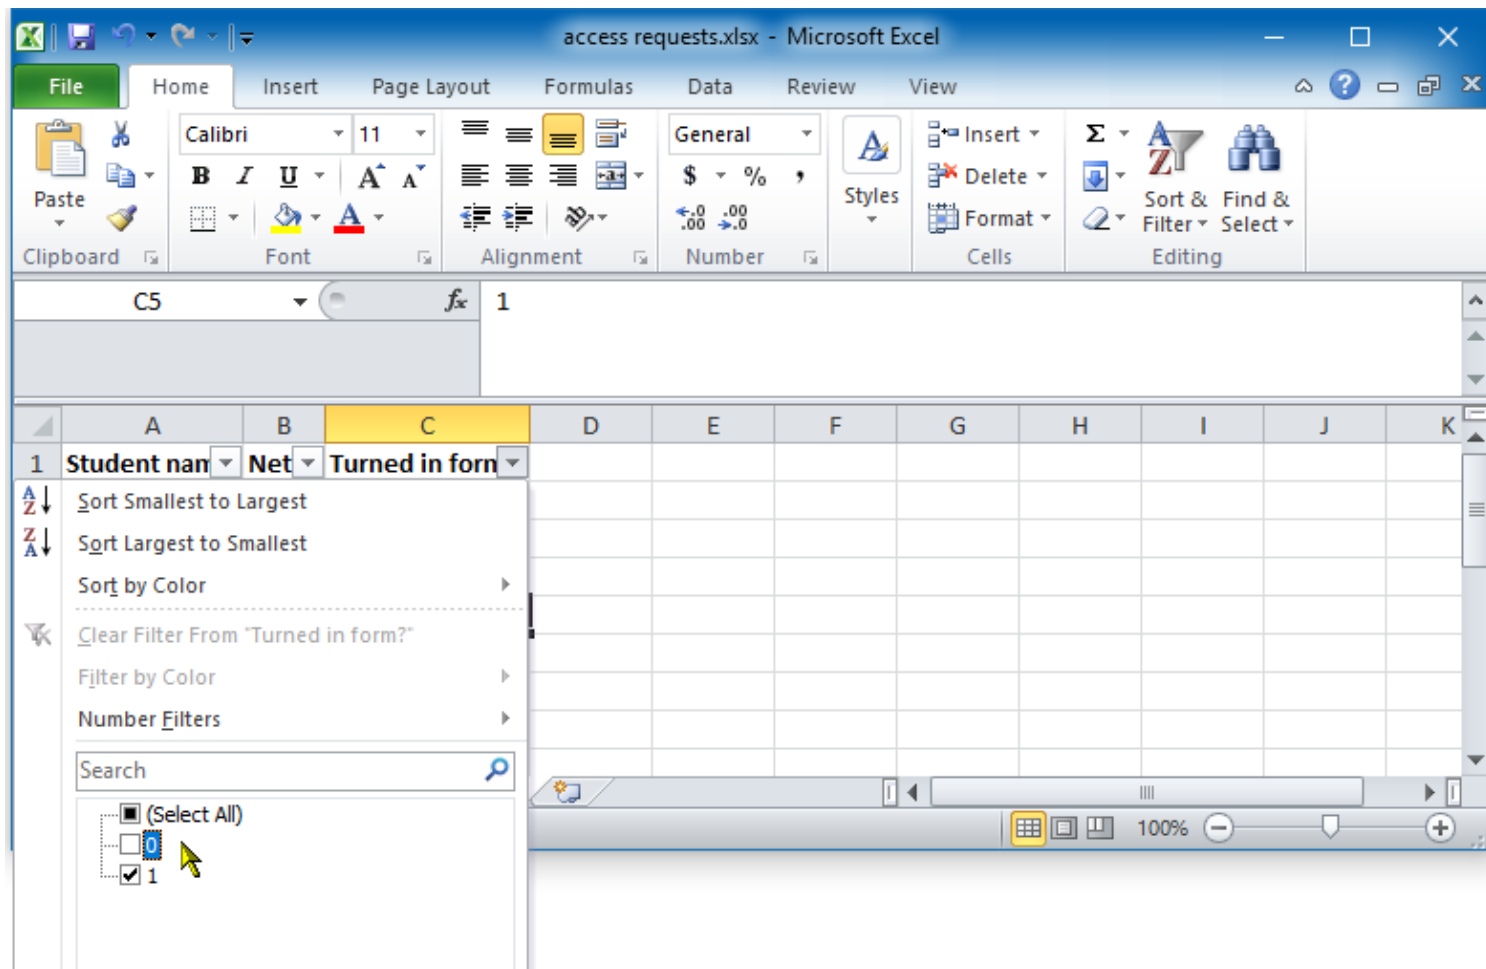 access requests.xlsx - Microsoft Excel
File Home Insert Page Layout Formulas Data Review View
Calibri 11 General Insert
B I U A A $ % , Delete
Paste Styles Sort & Find &
A .0 .00 .00 .0 Format Filter Select
Clipboard Font Alignment Number Cells Editing
C5 fx 1
A B C D E F G H I J K
1 Student nam Net Turned in form
Sort Smallest to Largest
Sort Largest to Smallest
Sort by Color
Clear Filter From "Turned in form?"
Filter by Color
Number Filters
Search
(Select All)
0
1
100%